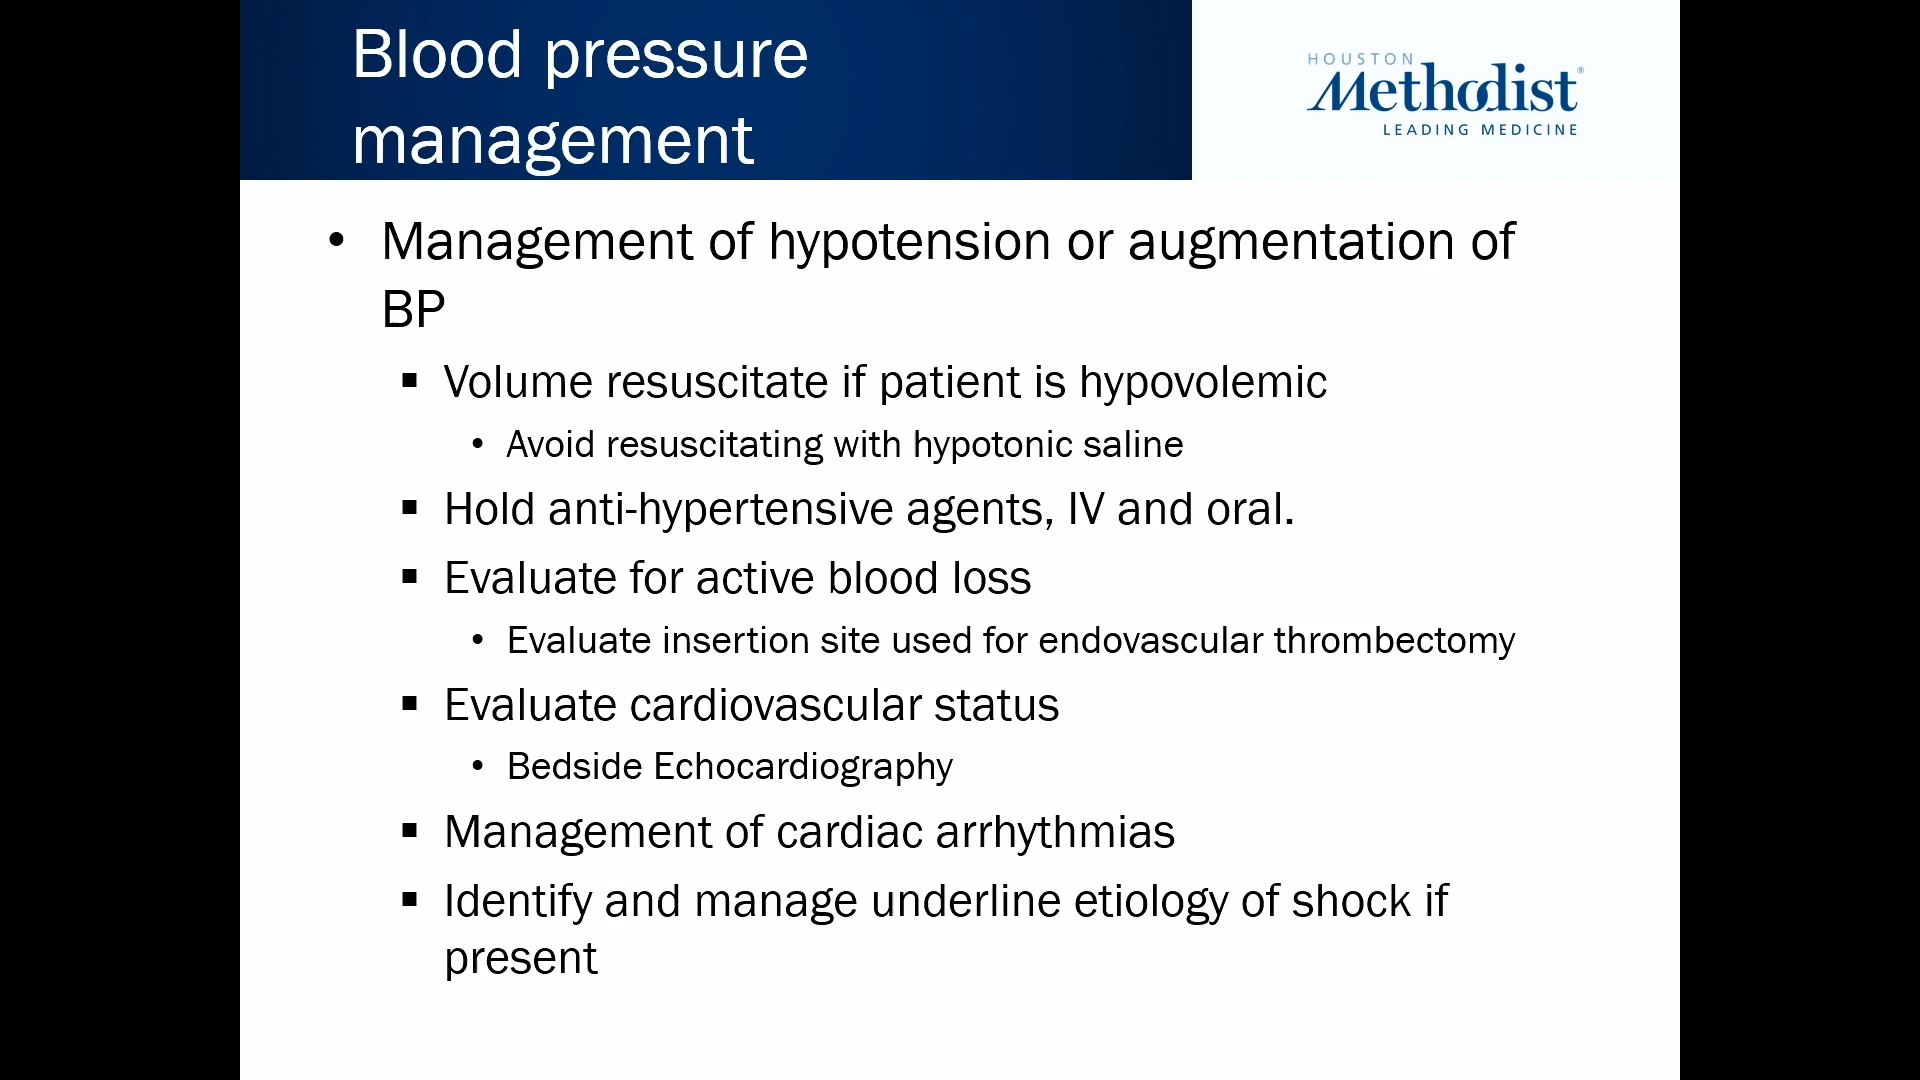 Blood pressure
management
HOUSTON
Methodist®
LEADING MEDICINE
• Management of hypotension or augmentation of
BP
▪ Volume resuscitate if patient is hypovolemic
• Avoid resuscitating with hypotonic saline
▪ Hold anti-hypertensive agents, IV and oral.
▪ Evaluate for active blood loss
• Evaluate insertion site used for endovascular thrombectomy
▪ Evaluate cardiovascular status
• Bedside Echocardiography
▪ Management of cardiac arrhythmias
▪ Identify and manage underline etiology of shock if
present